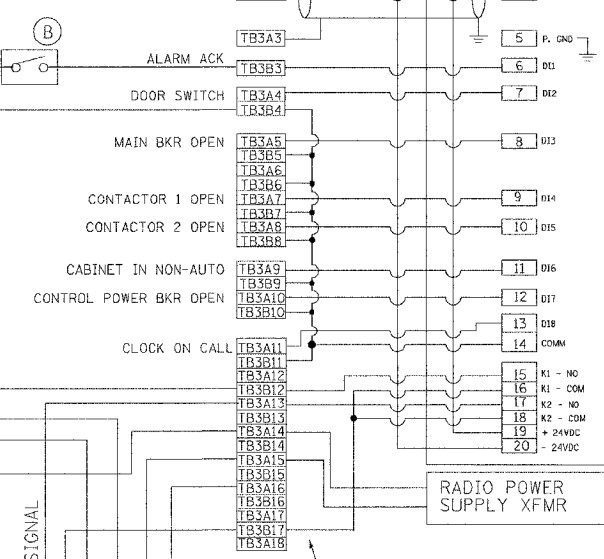 B
TB3A3
5 P. GND
ALARM ACK TB3B3 6 DI1
DOOR SWITCH TB3A4 7 DI2
TB3B4
MAIN BKR OPEN TB3A5 8 DI3
TB3B5
TB3A6
TB3B6
CONTACTOR 1 OPEN TB3A7 9 DI4
TB3B7
CONTACTOR 2 OPEN TB3A8 10 DI5
TB3B8
CABINET IN NON-AUTO TB3A9 11 DI6
TB3B9
CONTROL POWER BKR OPEN TB3A10 12 DI7
TB3B10
13 DI8
CLOCK ON CALL TB3A11 14 COMM
TB3B11
TB3A12 15 K1 - NO
TB3B12 16 K1 - COM
TB3A13 17 K2 - NO
TB3B13 18 K2 - COM
TB3A14 19 + 24VDC
TB3B14 20 - 24VDC
TB3A15
TB3B15
TB3A16
TB3B16
TB3A17
TB3B17
TB3A18
RADIO POWER
SUPPLY XFMR
SIGNAL